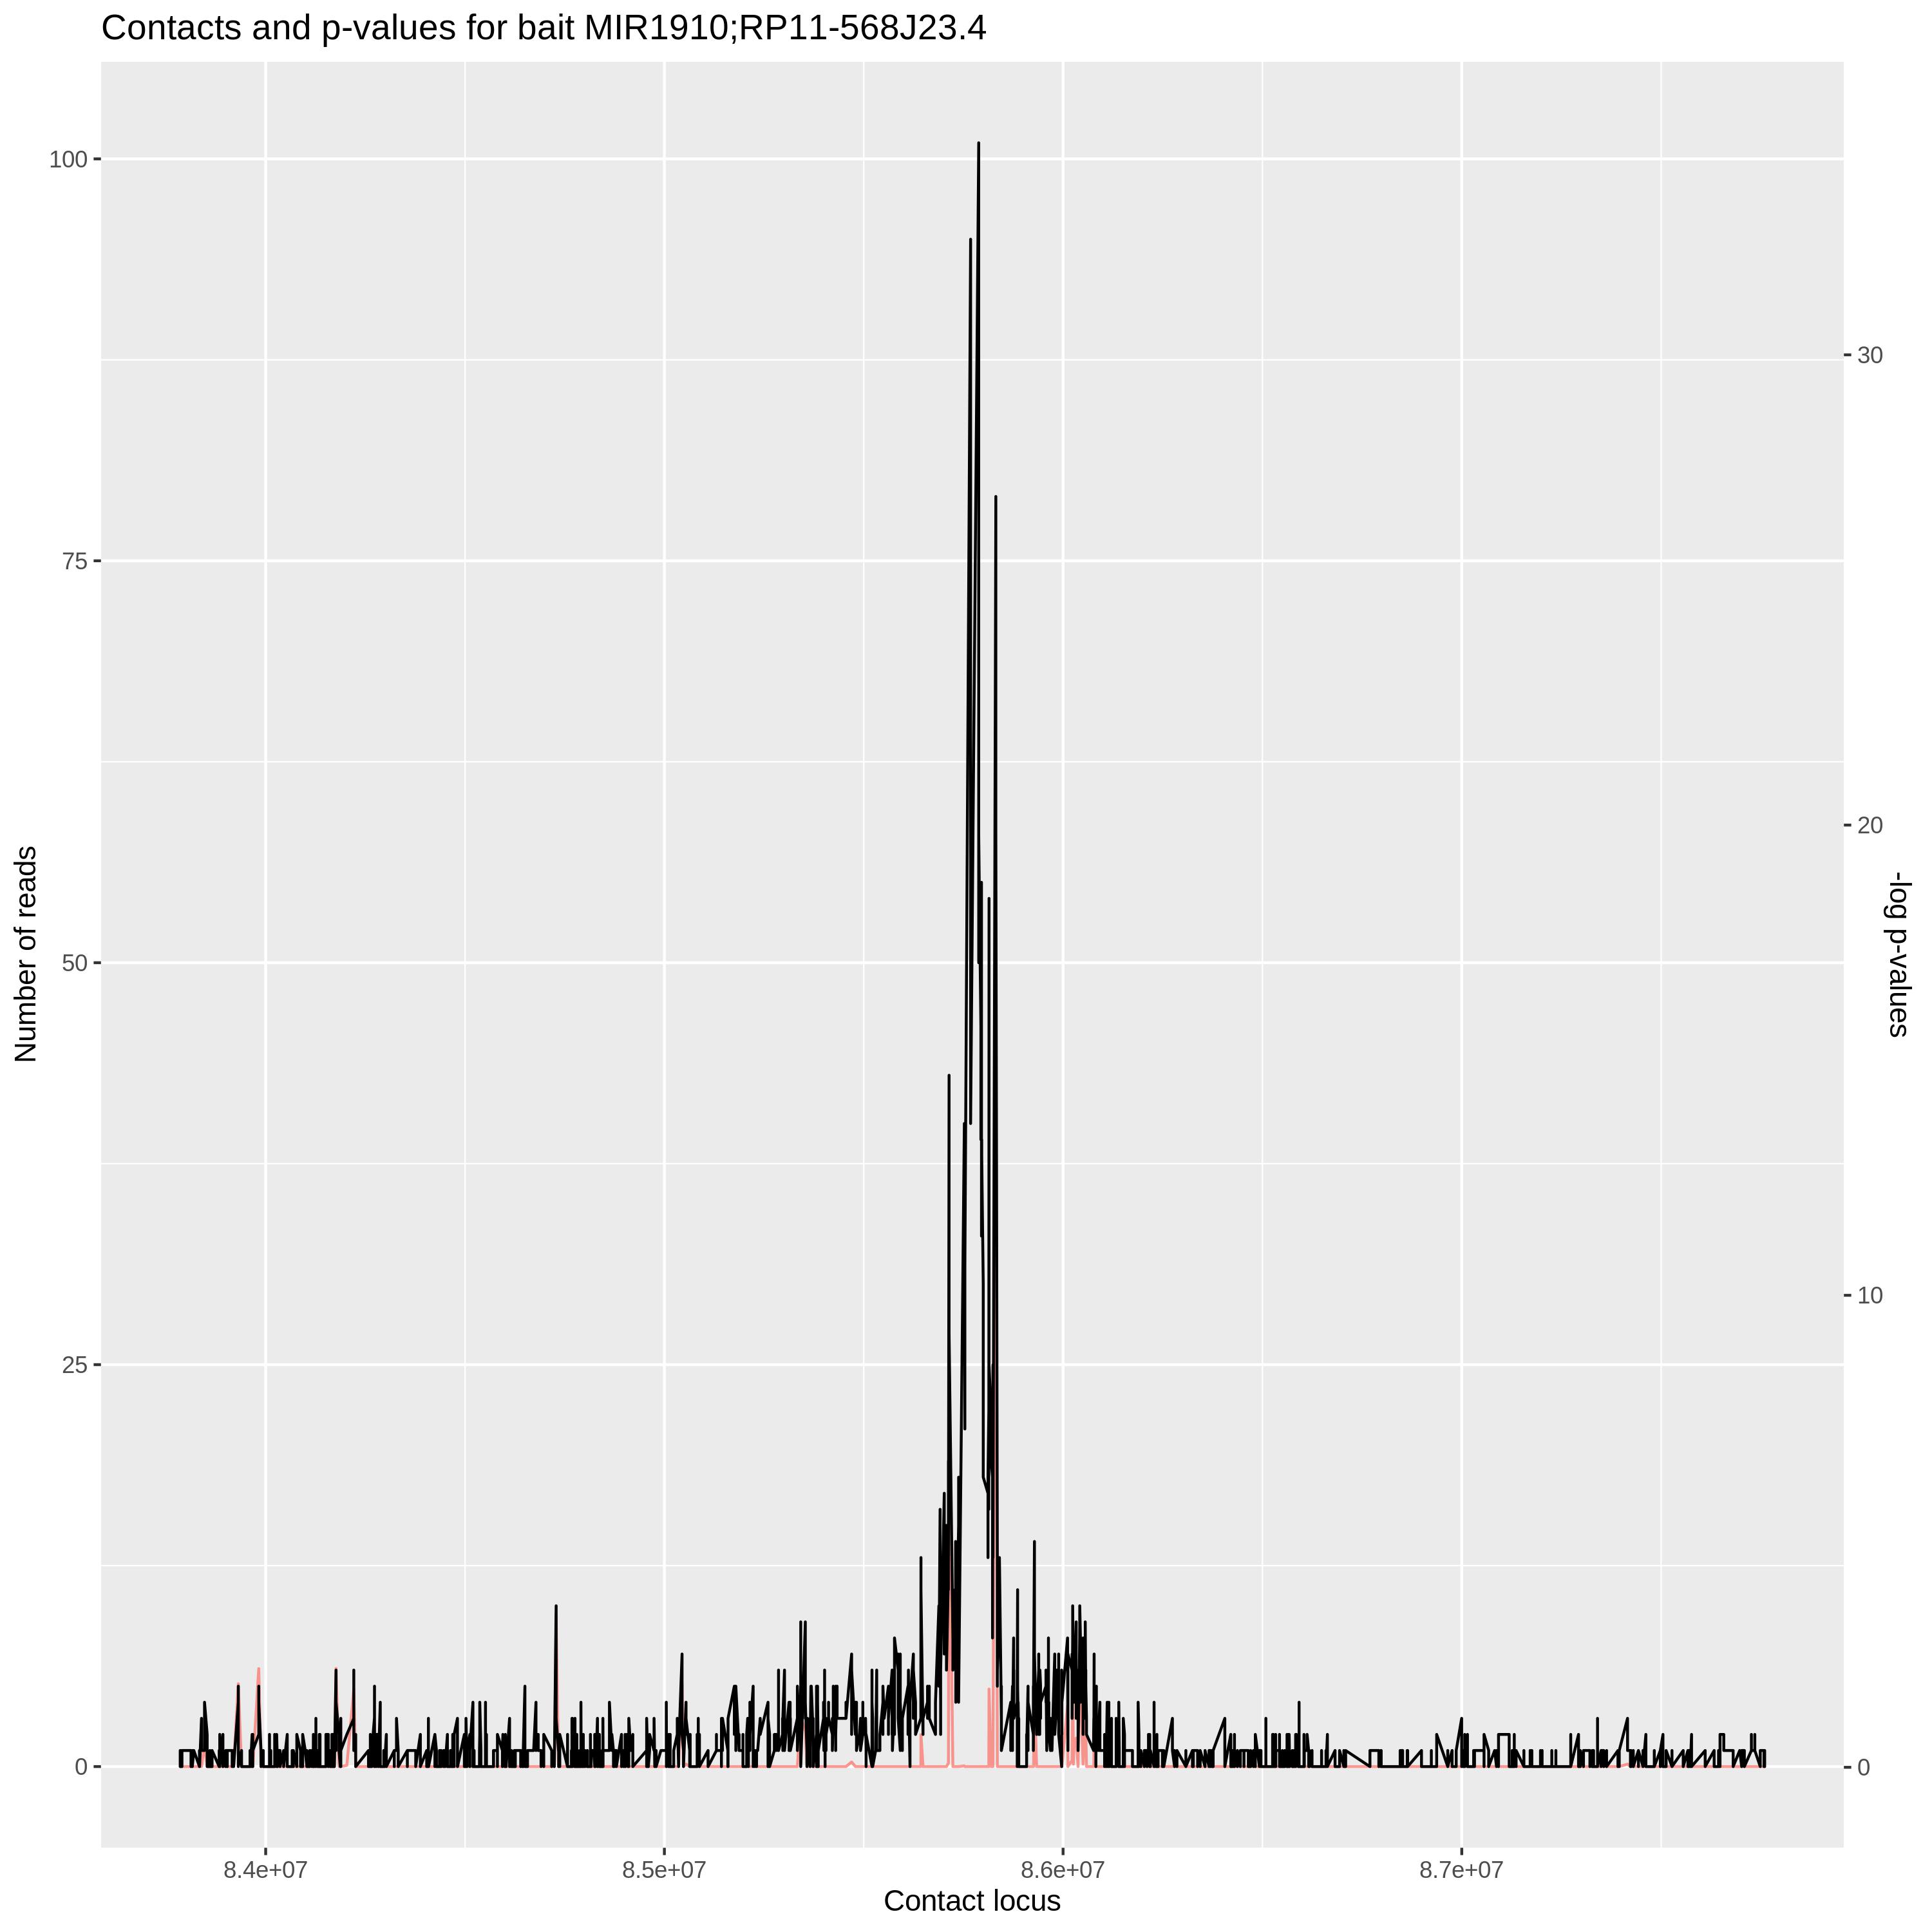 Contacts and p-values for bait MIR1910;RP11-568J23.4
100
75
50
25
0
Number of reads
30
20
10
0
-log p-values
8.4e+07
8.5e+07
8.6e+07
8.7e+07
Contact locus